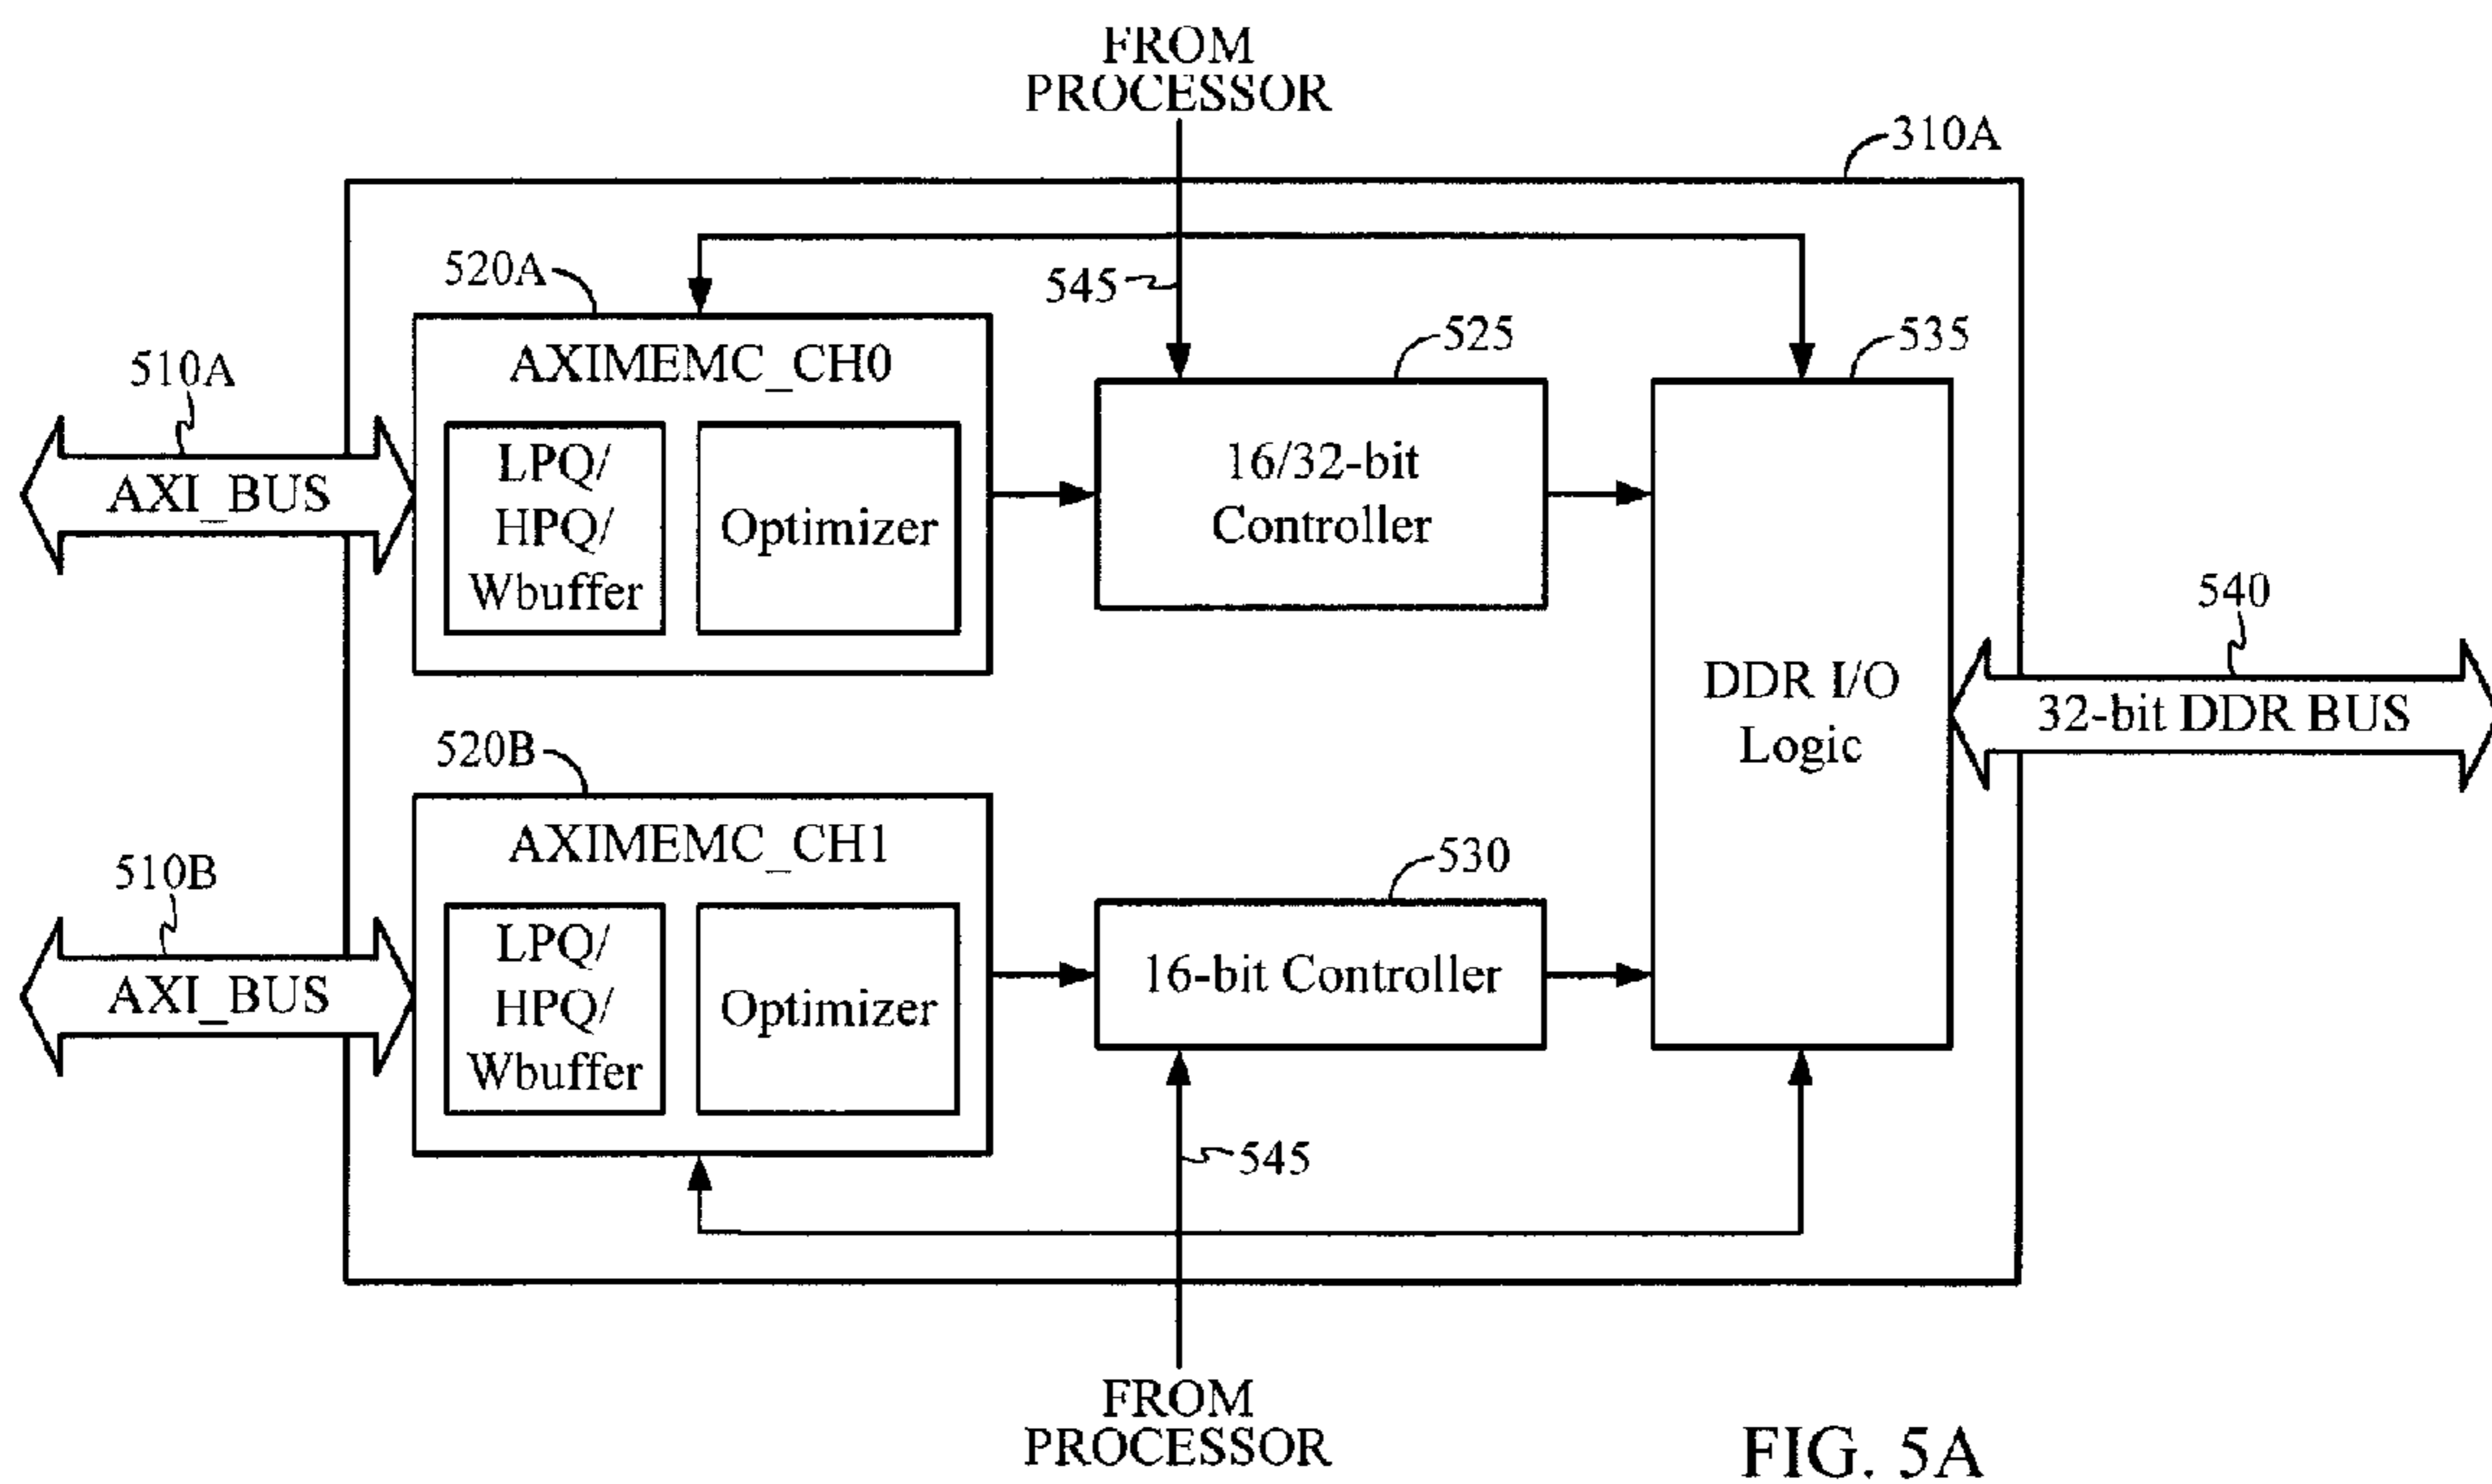 FROM
PROCESSOR
310A
520A
545
525
535
510A
AXIMEMC_CH0
AXI_BUS
LPQ/
HPQ/
Wbuffer
Optimizer
16/32-bit
Controller
540
DDR I/O
Logic
32-bit DDR BUS
520B
510B
AXIMEMC_CH1
530
AXI_BUS
LPQ/
HPQ/
Wbuffer
Optimizer
16-bit Controller
545
FROM
PROCESSOR
FIG. 5A